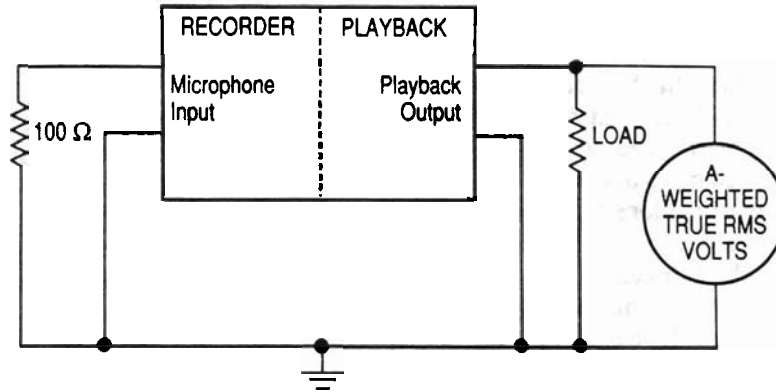 RECORDER
PLAYBACK
Microphone
Input
Playback
Output
100 Ω
LOAD
A-
WEIGHTED
TRUE RMS
VOLTS